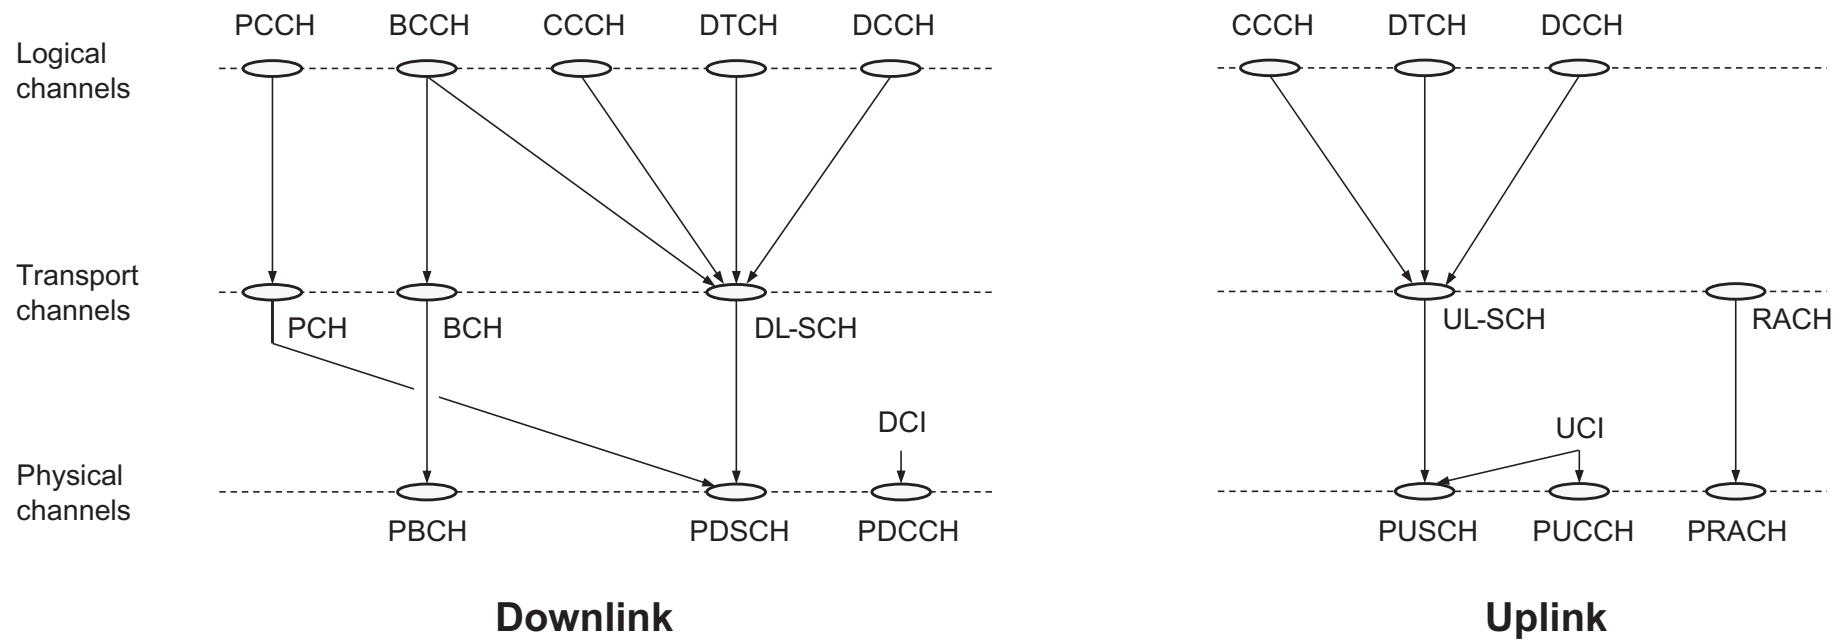 PCCH BCCH CCCH DTCH DCCH CCCH DTCH DCCH
Logical
channels
Transport
channels
PCH BCH DL-SCH UL-SCH RACH
DCI UCI
Physical
channels
PBCH PDSCH PDCCH PUSCH PUCCH PRACH
Downlink Uplink